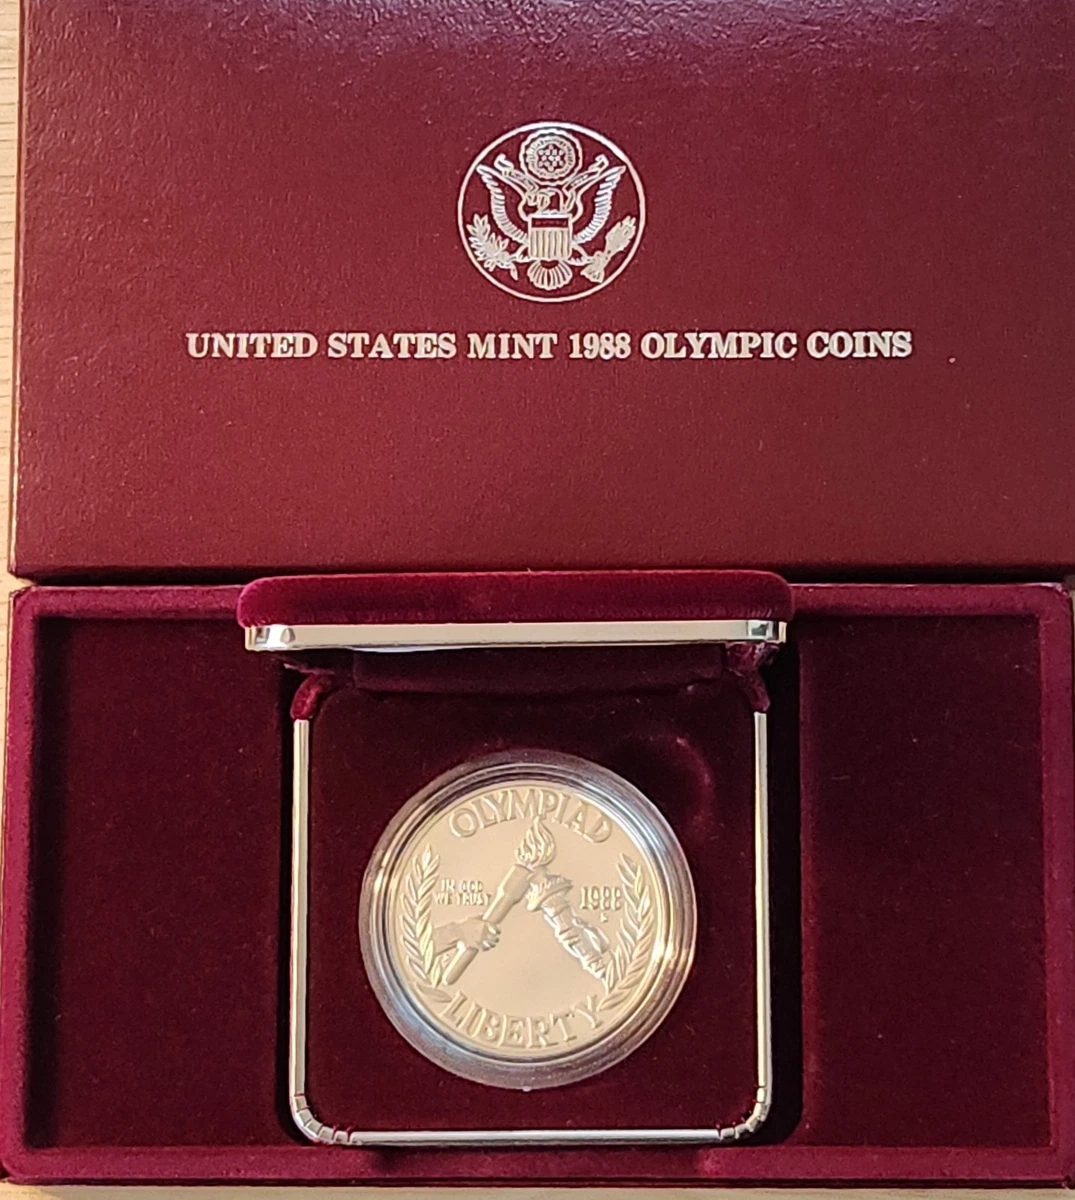 UNITED STATES MINT 1988 OLYMPIC COINS
OLYMPIAD
IN GOD
WE TRUST
1988
S
LIBERTY